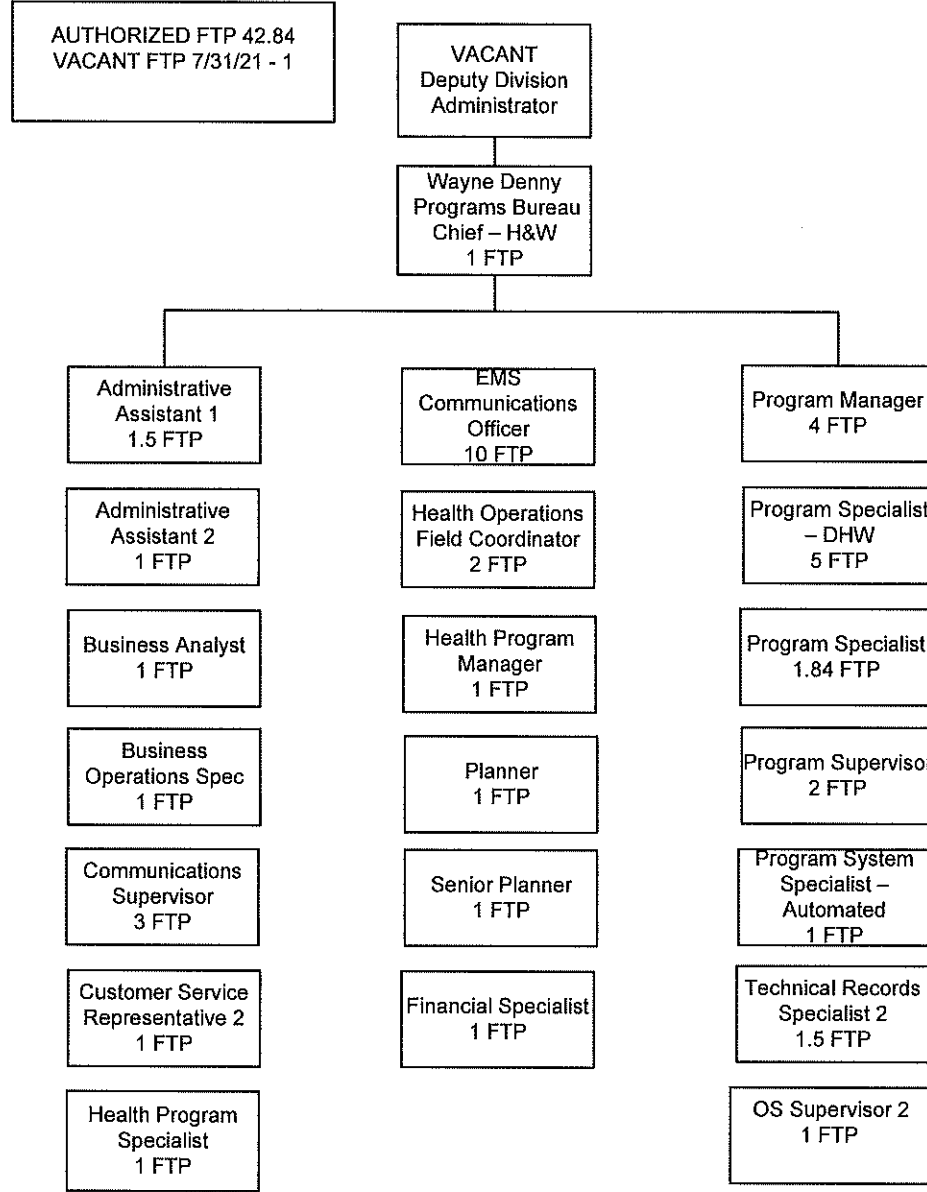 AUTHORIZED FTP 42.84
VACANT FTP 7/31/21 - 1
VACANT
Deputy Division
Administrator
Wayne Denny
Programs Bureau
Chief – H&W
1 FTP
Administrative
Assistant 1
1.5 FTP
Administrative
Assistant 2
1 FTP
Business Analyst
1 FTP
Business
Operations Spec
1 FTP
Communications
Supervisor
3 FTP
Customer Service
Representative 2
1 FTP
Health Program
Specialist
1 FTP
EMS
Communications
Officer
10 FTP
Health Operations
Field Coordinator
2 FTP
Health Program
Manager
1 FTP
Planner
1 FTP
Senior Planner
1 FTP
Financial Specialist
1 FTP
Program Manager
4 FTP
Program Specialist
– DHW
5 FTP
Program Specialist
1.84 FTP
Program Supervisor
2 FTP
Program System
Specialist –
Automated
1 FTP
Technical Records
Specialist 2
1.5 FTP
OS Supervisor 2
1 FTP